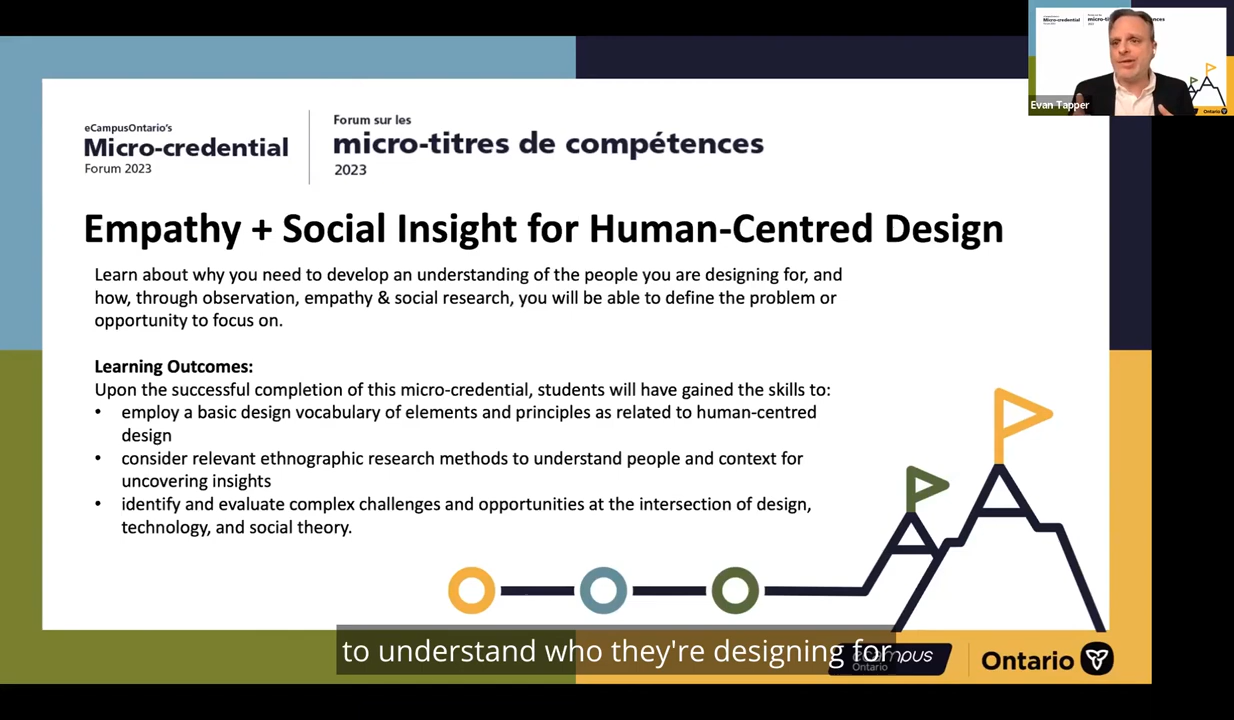 eCampusOntario's
Micro-credential
Forum 2023
Forum sur les
micro-titres de compétences
2023
Evan Tapper
Empathy + Social Insight for Human-Centred Design
Learn about why you need to develop an understanding of the people you are designing for, and
how, through observation, empathy & social research, you will be able to define the problem or
opportunity to focus on.
Learning Outcomes:
Upon the successful completion of this micro-credential, students will have gained the skills to:
• employ a basic design vocabulary of elements and principles as related to human-centred
design
• consider relevant ethnographic research methods to understand people and context for
uncovering insights
• identify and evaluate complex challenges and opportunities at the intersection of design,
technology, and social theory.
to understand who they're designing for
Ontario
Ontario